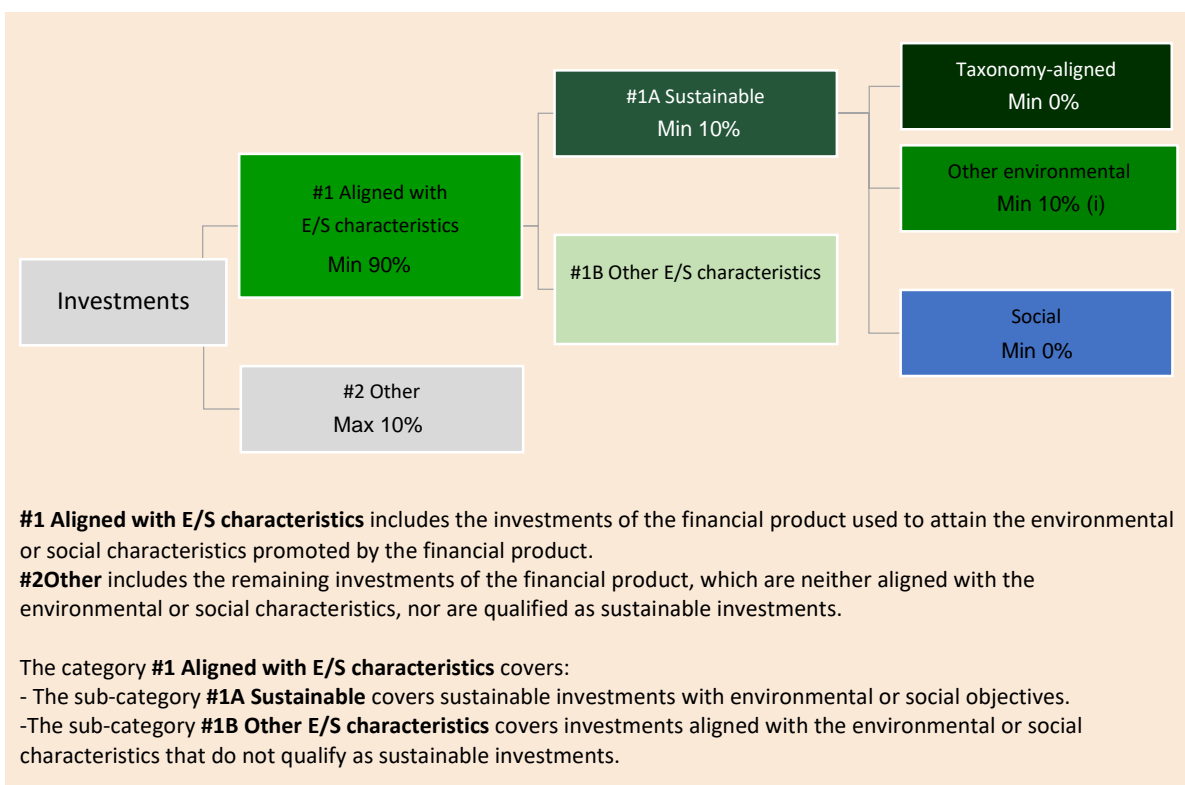 Investments
#1 Aligned with
E/S characteristics
Min 90%
#2 Other
Max 10%
#1A Sustainable
Min 10%
#1B Other E/S characteristics
Taxonomy-aligned
Min 0%
Other environmental
Min 10% (i)
Social
Min 0%
#1 Aligned with E/S characteristics includes the investments of the financial product used to attain the environmental
or social characteristics promoted by the financial product.
#2Other includes the remaining investments of the financial product, which are neither aligned with the
environmental or social characteristics, nor are qualified as sustainable investments.
The category #1 Aligned with E/S characteristics covers:
- The sub-category #1A Sustainable covers sustainable investments with environmental or social objectives.
-The sub-category #1B Other E/S characteristics covers investments aligned with the environmental or social
characteristics that do not qualify as sustainable investments.